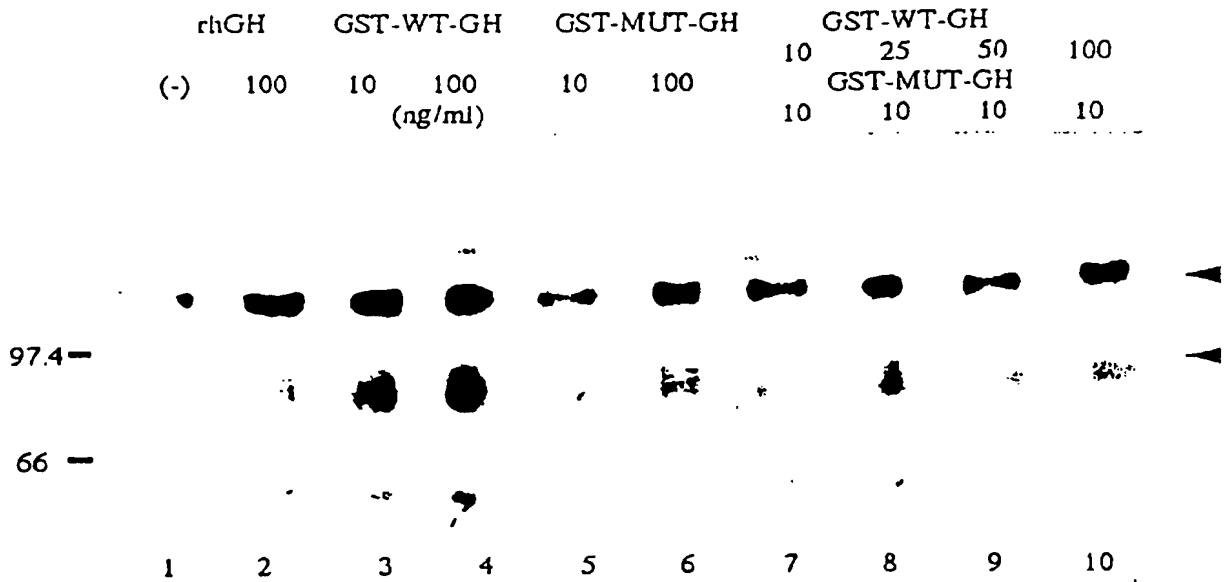 rhGH GST-WT-GH GST-MUT-GH GST-WT-GH
10 25 50 100
(-) 100 10 100 10 100 GST-MUT-GH
(ng/ml) 10 10 10 10
97.4
66
1 2 3 4 5 6 7 8 9 10